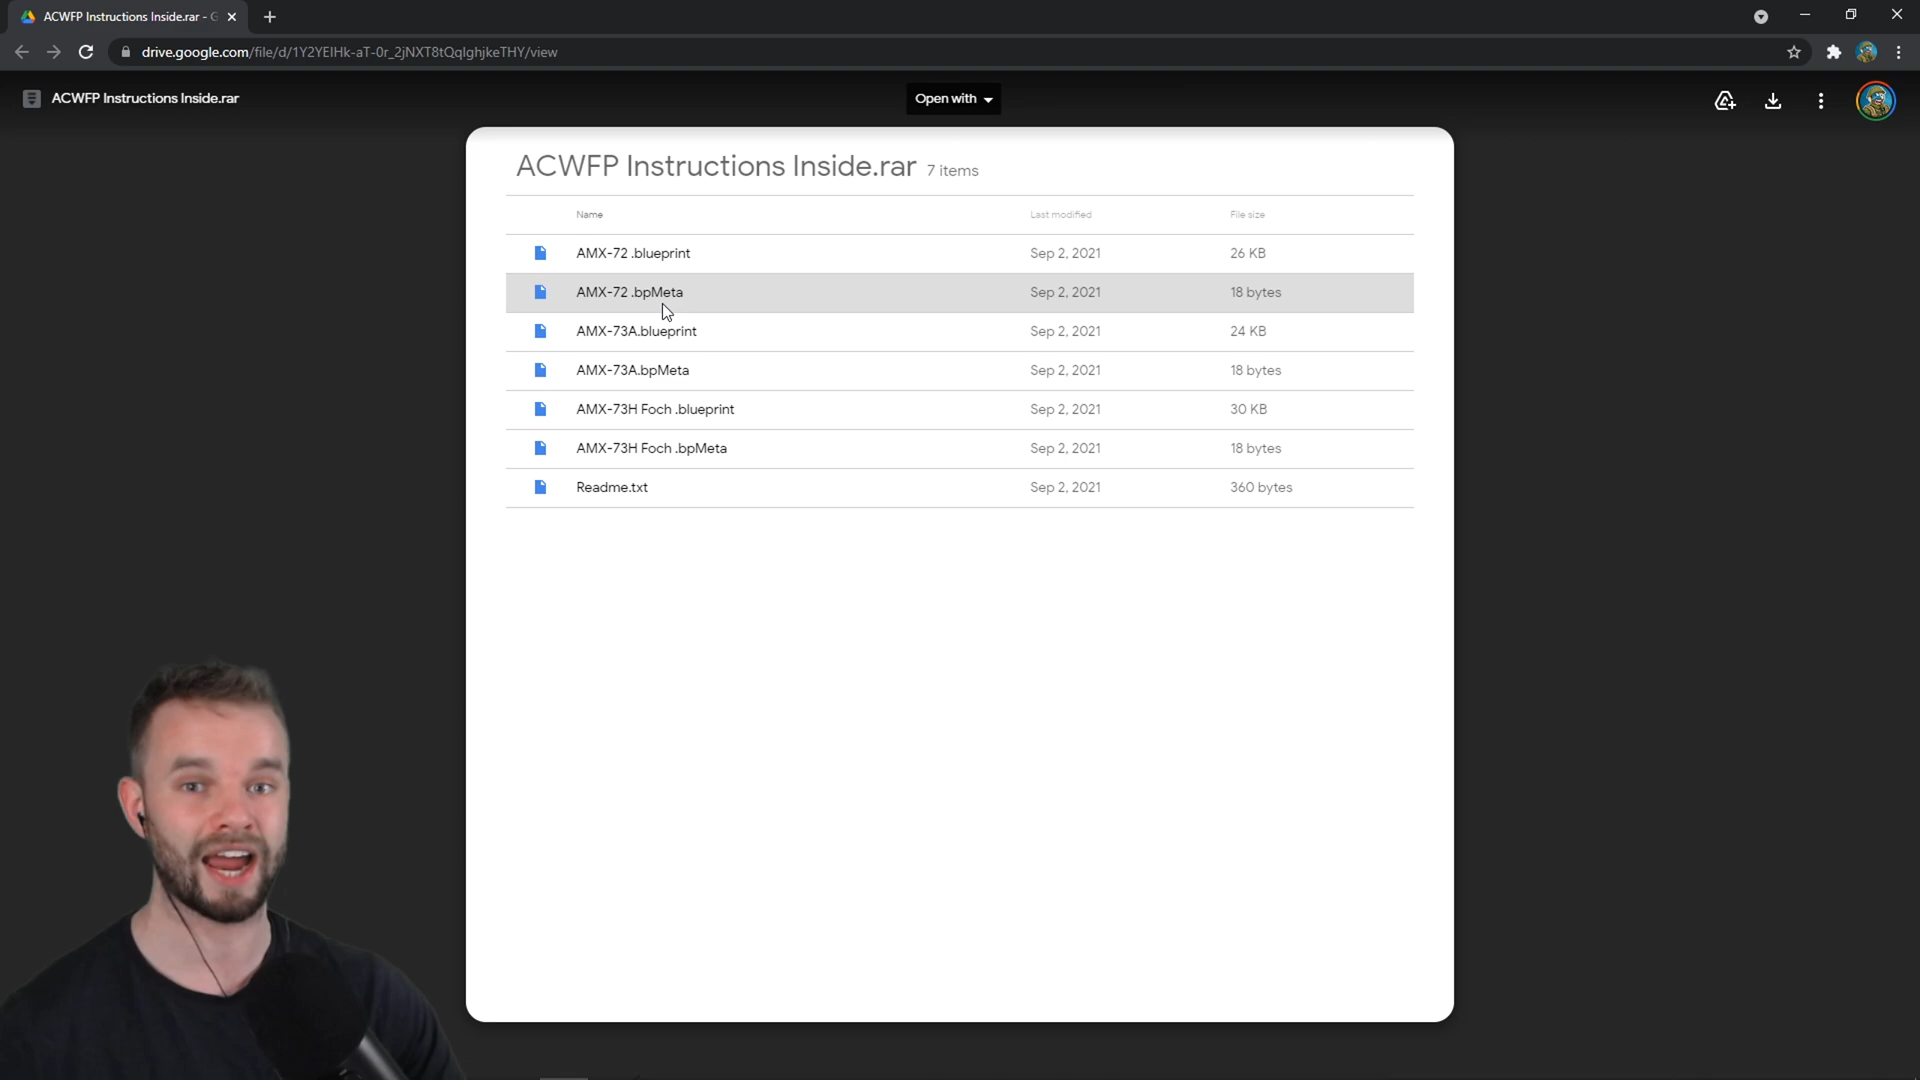 ACWFP Instructions Inside.rar - G
drive.google.com/file/d/1Y2YEIHk-aT-0r_2jNXT8tQqlghjkeTHY/view
ACWFP Instructions Inside.rar
Open with
ACWFP Instructions Inside.rar 7 items
Name Last modified File size
AMX-72 .blueprint Sep 2, 2021 26 KB
AMX-72 .bpMeta Sep 2, 2021 18 bytes
AMX-73A.blueprint Sep 2, 2021 24 KB
AMX-73A.bpMeta Sep 2, 2021 18 bytes
AMX-73H Foch .blueprint Sep 2, 2021 30 KB
AMX-73H Foch .bpMeta Sep 2, 2021 18 bytes
Readme.txt Sep 2, 2021 360 bytes